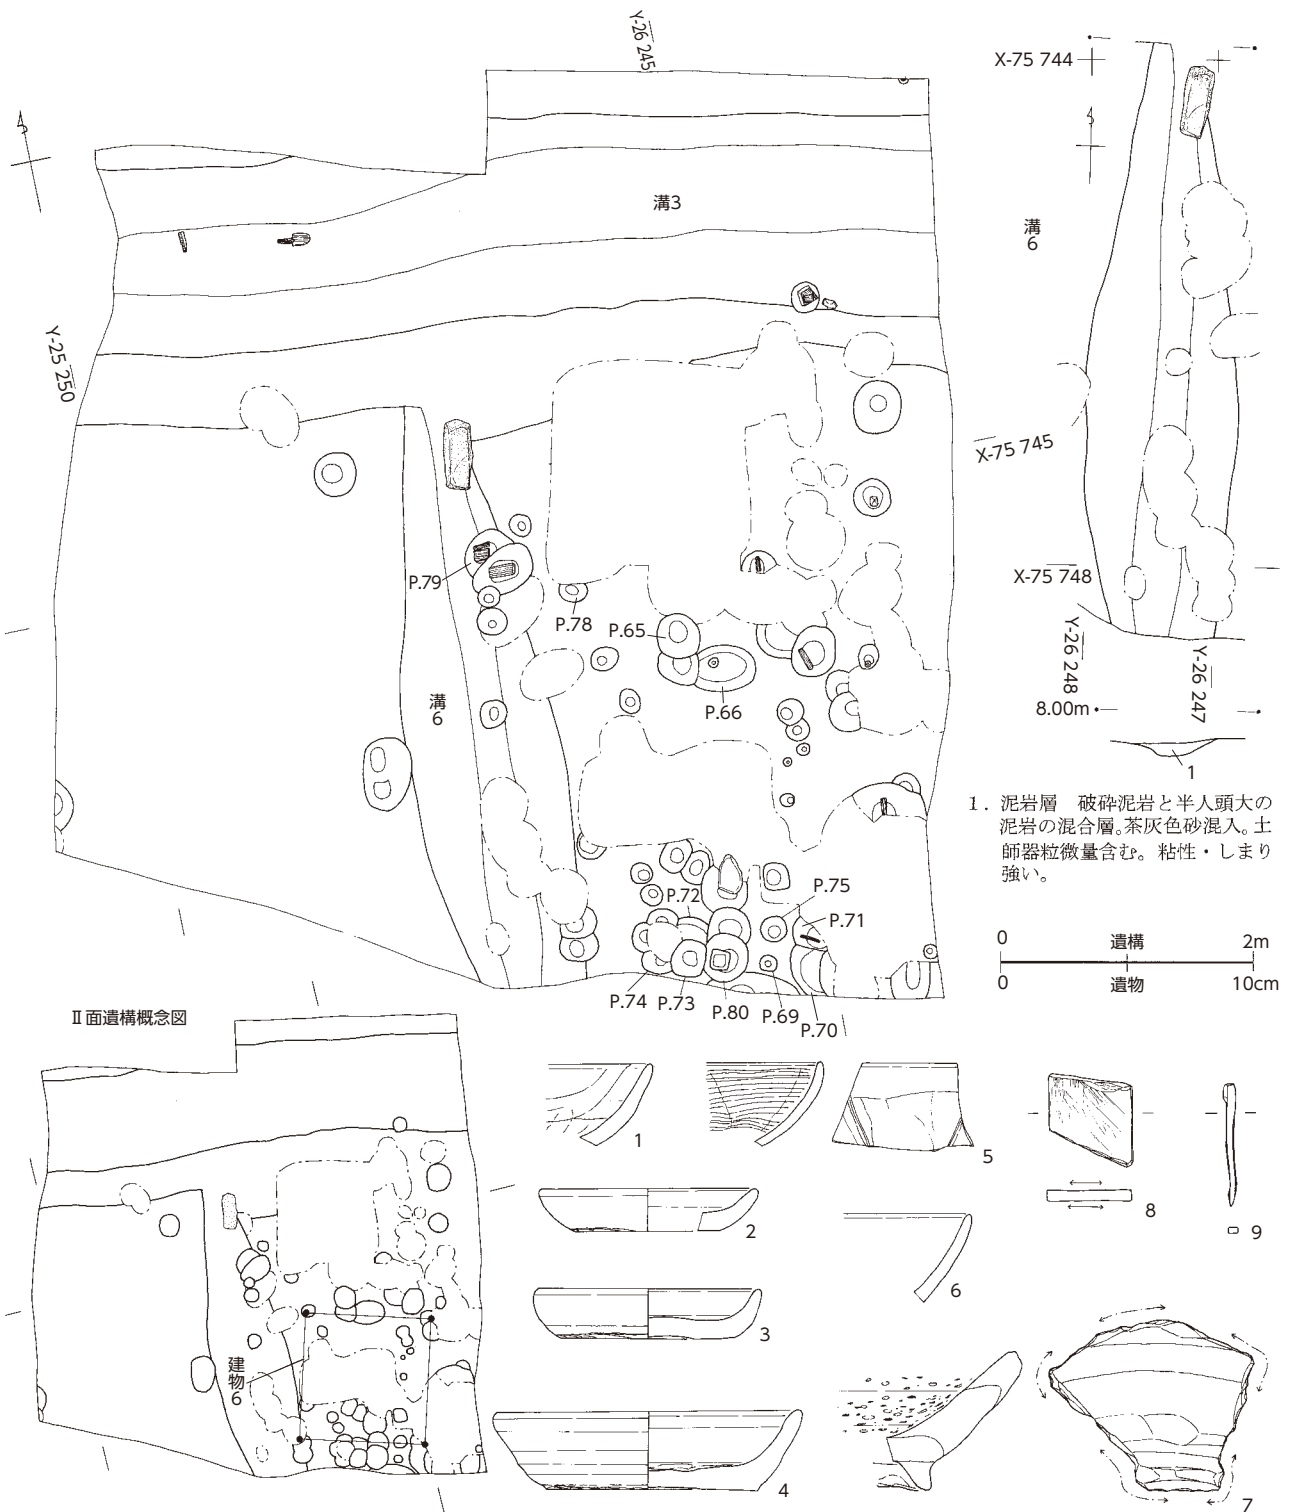 Y-26 245
X-75 744
溝3
溝
6
Y-25 250
X-75 745
P.79
P.78
P.65
X-75 748
P.66
溝
6
Y-26 248
Y-26 247
8.00m
1
1. 泥岩層　破砕泥岩と半人頭大の
泥岩の混合層。茶灰色砂混入。土
師器粒微量含む。粘性・しまり
強い。
P.72
P.75
P.71
0 遺構 2m
0 遺物 10cm
P.74
P.73
P.80
P.69
P.70
Ⅱ面遺構概念図
建
物
6
1
5
8
9
2
6
3
4
7